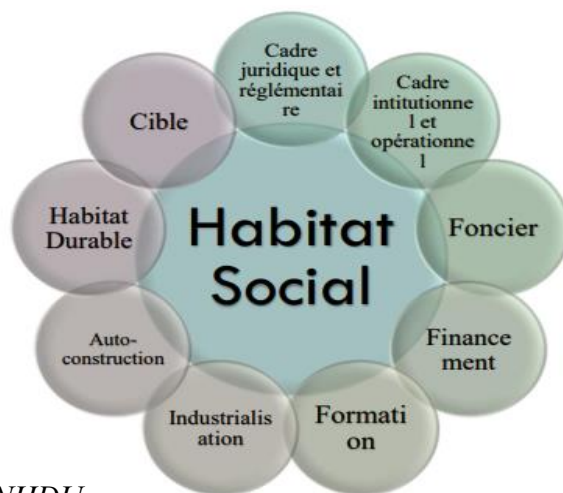 Cadre
juridique et
réglémentai
re
Cadre
intitutionne
l et
opérationne
l
Foncier
Finance
ment
Formati
on
Industrialis
ation
Auto-
construction
Habitat
Durable
Cible
Habitat
Social